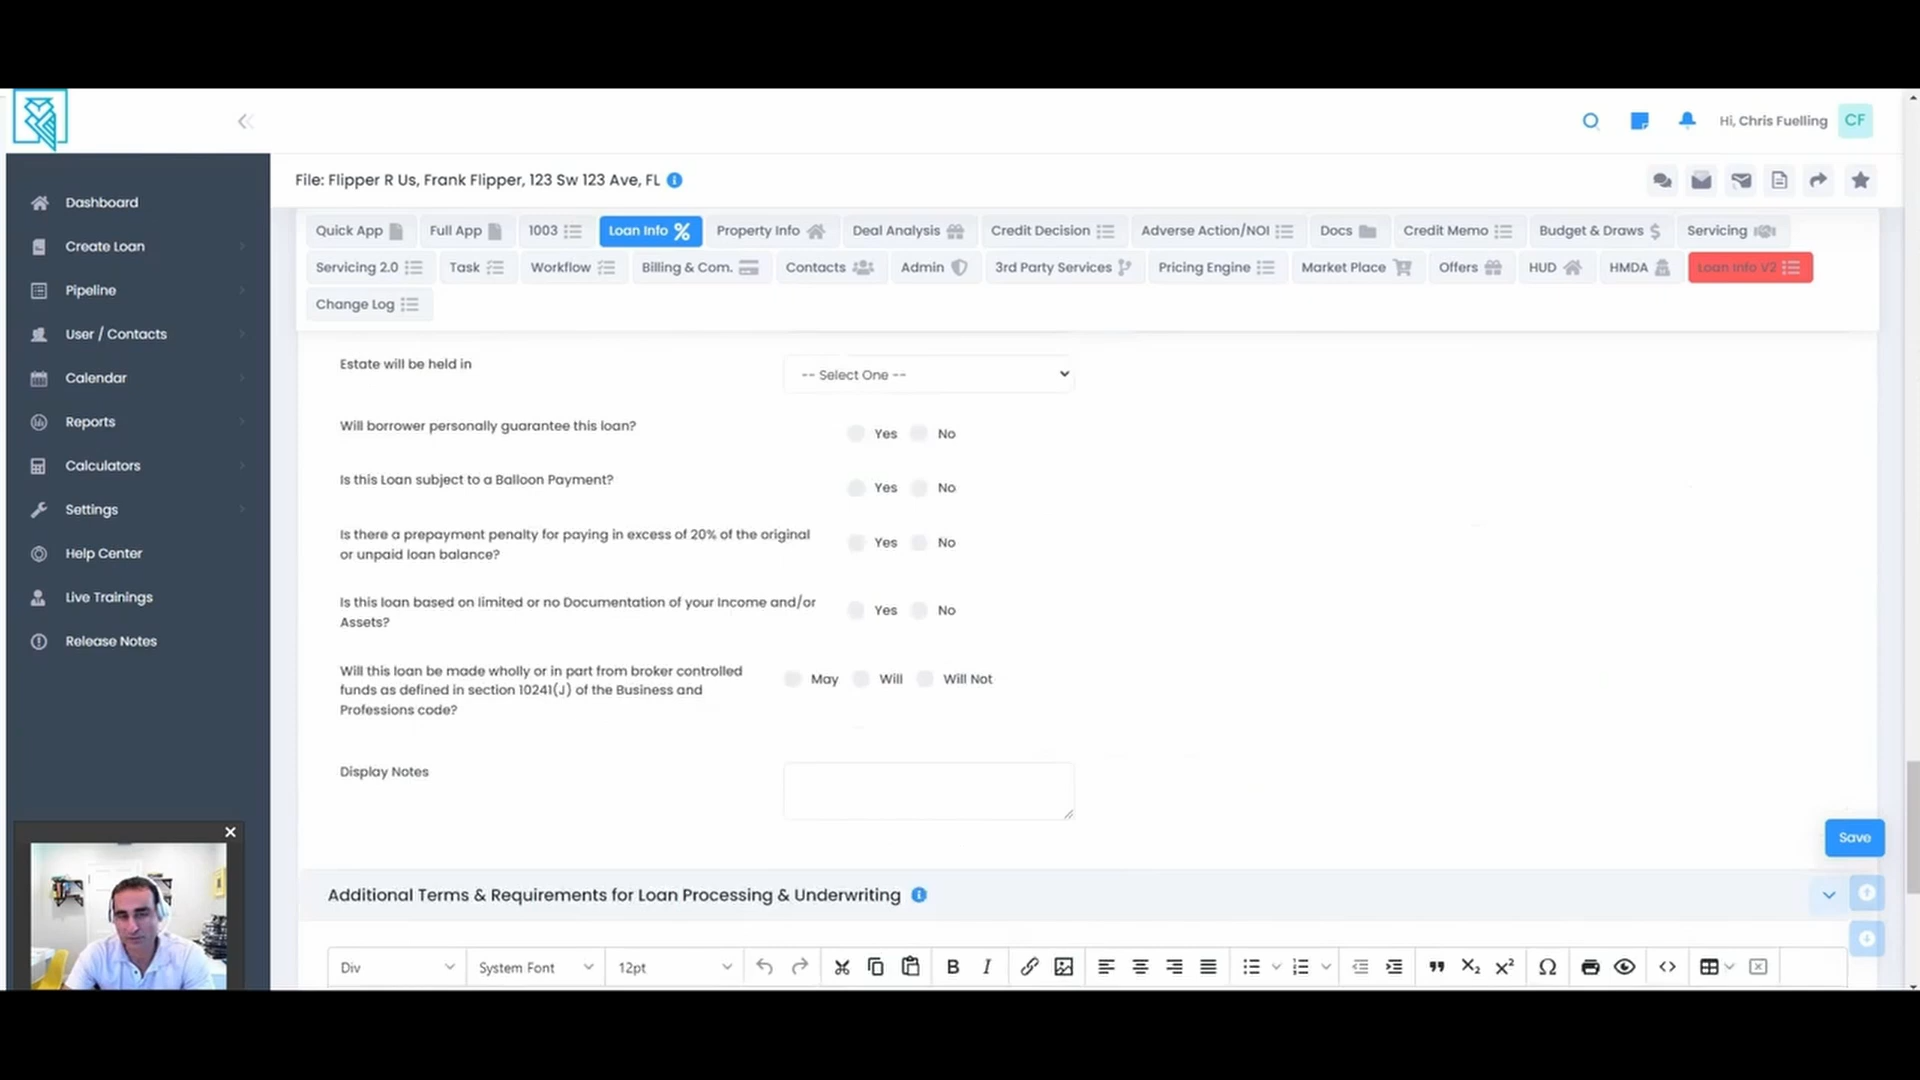 Hi, Chris Fuelling CF
File: Flipper R Us, Frank Flipper, 123 Sw 123 Ave, FL
Dashboard
Create Loan
Pipeline
User / Contacts
Calendar
Reports
Calculators
Settings
Help Center
Live Trainings
Release Notes
Quick App Full App 1003 Loan Info Property Info Deal Analysis Credit Decision Adverse Action/NOI Docs Credit Memo Budget & Draws Servicing
Servicing 2.0 Task Workflow Billing & Com. Contacts Admin 3rd Party Services Pricing Engine Market Place Offers HUD HMDA Loan Info V2
Change Log
Estate will be held in -- Select One --
Will borrower personally guarantee this loan? Yes No
Is this Loan subject to a Balloon Payment? Yes No
Is there a prepayment penalty for paying in excess of 20% of the original
or unpaid loan balance? Yes No
Is this loan based on limited or no Documentation of your Income and/or
Assets? Yes No
Will this loan be made wholly or in part from broker controlled
funds as defined in section 10241(J) of the Business and
Professions code? May Will Will Not
Display Notes
Save
Additional Terms & Requirements for Loan Processing & Underwriting
Div System Font 12pt